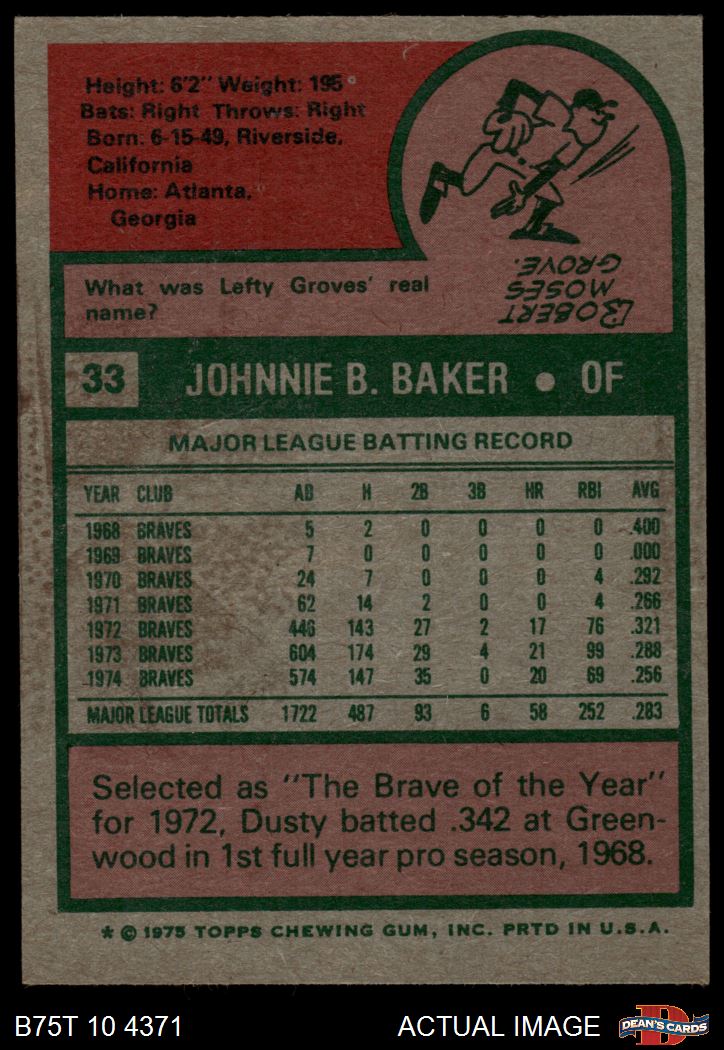 Height: 6'2" Weight: 195
Bats: Right Throws: Right
Born: 6-15-49, Riverside,
California
Home: Atlanta,
Georgia
What was Lefty Groves' real
name?
ROBERT
MOSES
GROVE.
33 JOHNNIE B. BAKER • OF
MAJOR LEAGUE BATTING RECORD
YEAR CLUB AB H 2B 3B HR RBI AVG
1968 BRAVES 5 2 0 0 0 0 .400
1969 BRAVES 7 0 0 0 0 0 .000
1970 BRAVES 24 7 0 0 0 4 .292
1971 BRAVES 62 14 2 0 0 4 .266
1972 BRAVES 446 143 27 2 17 76 .321
1973 BRAVES 604 174 29 4 21 99 .288
1974 BRAVES 574 147 35 0 20 69 .256
MAJOR LEAGUE TOTALS 1722 487 93 6 58 252 .283
Selected as "The Brave of the Year"
for 1972, Dusty batted .342 at Green-
wood in 1st full year pro season, 1968.
* © 1975 TOPPS CHEWING GUM, INC. PRTD IN U.S.A.
B75T 10 4371 ACTUAL IMAGE
D
DEAN'S CARDS